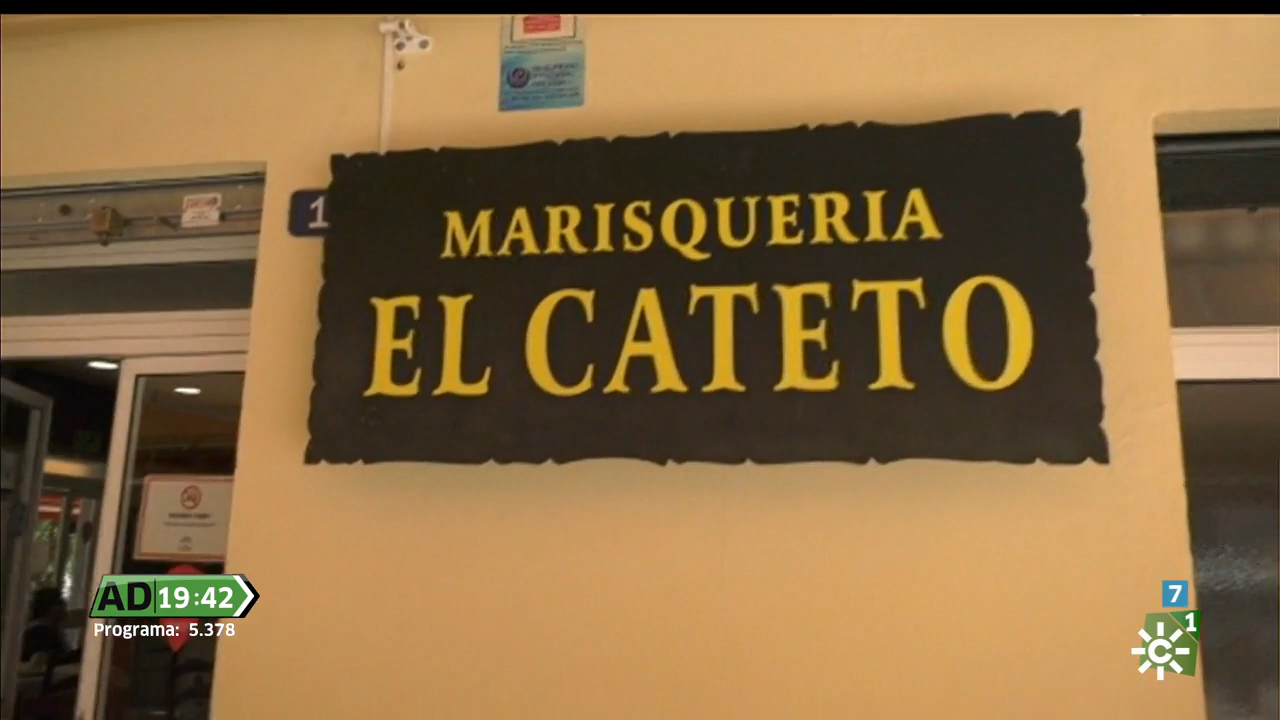 1
MARISQUERIA
EL CATETO
AD 19:42
Programa: 5.378
7
1